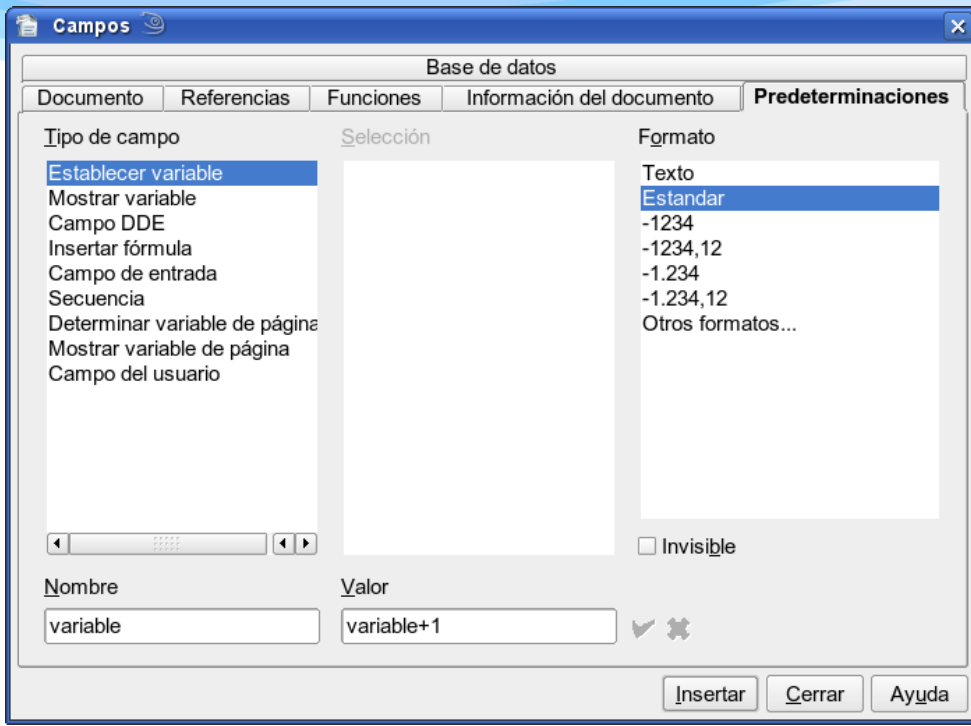 Campos
Base de datos
Documento Referencias Funciones Información del documento Predeterminaciones
Tipo de campo
Establecer variable
Mostrar variable
Campo DDE
Insertar fórmula
Campo de entrada
Secuencia
Determinar variable de página
Mostrar variable de página
Campo del usuario
Selección
Formato
Texto
Estandar
-1234
-1234,12
-1.234
-1.234,12
Otros formatos...
Invisible
Nombre
variable
Valor
variable+1
Insertar Cerrar Ayuda